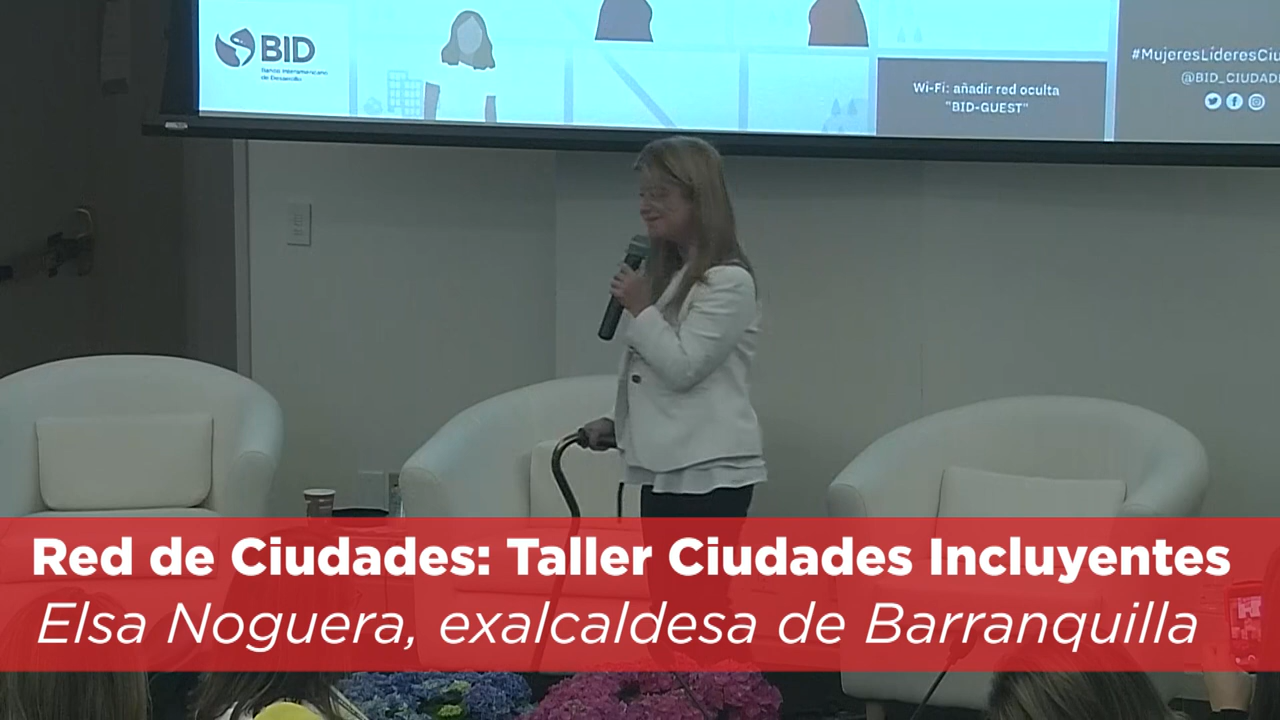 BID
Banco Interamericano
de Desarrollo
#MujeresLíderesCiu
@BID_CIUDADE
Wi-Fi: añadir red oculta
"BID-GUEST"
Red de Ciudades: Taller Ciudades Incluyentes
Elsa Noguera, exalcaldesa de Barranquilla